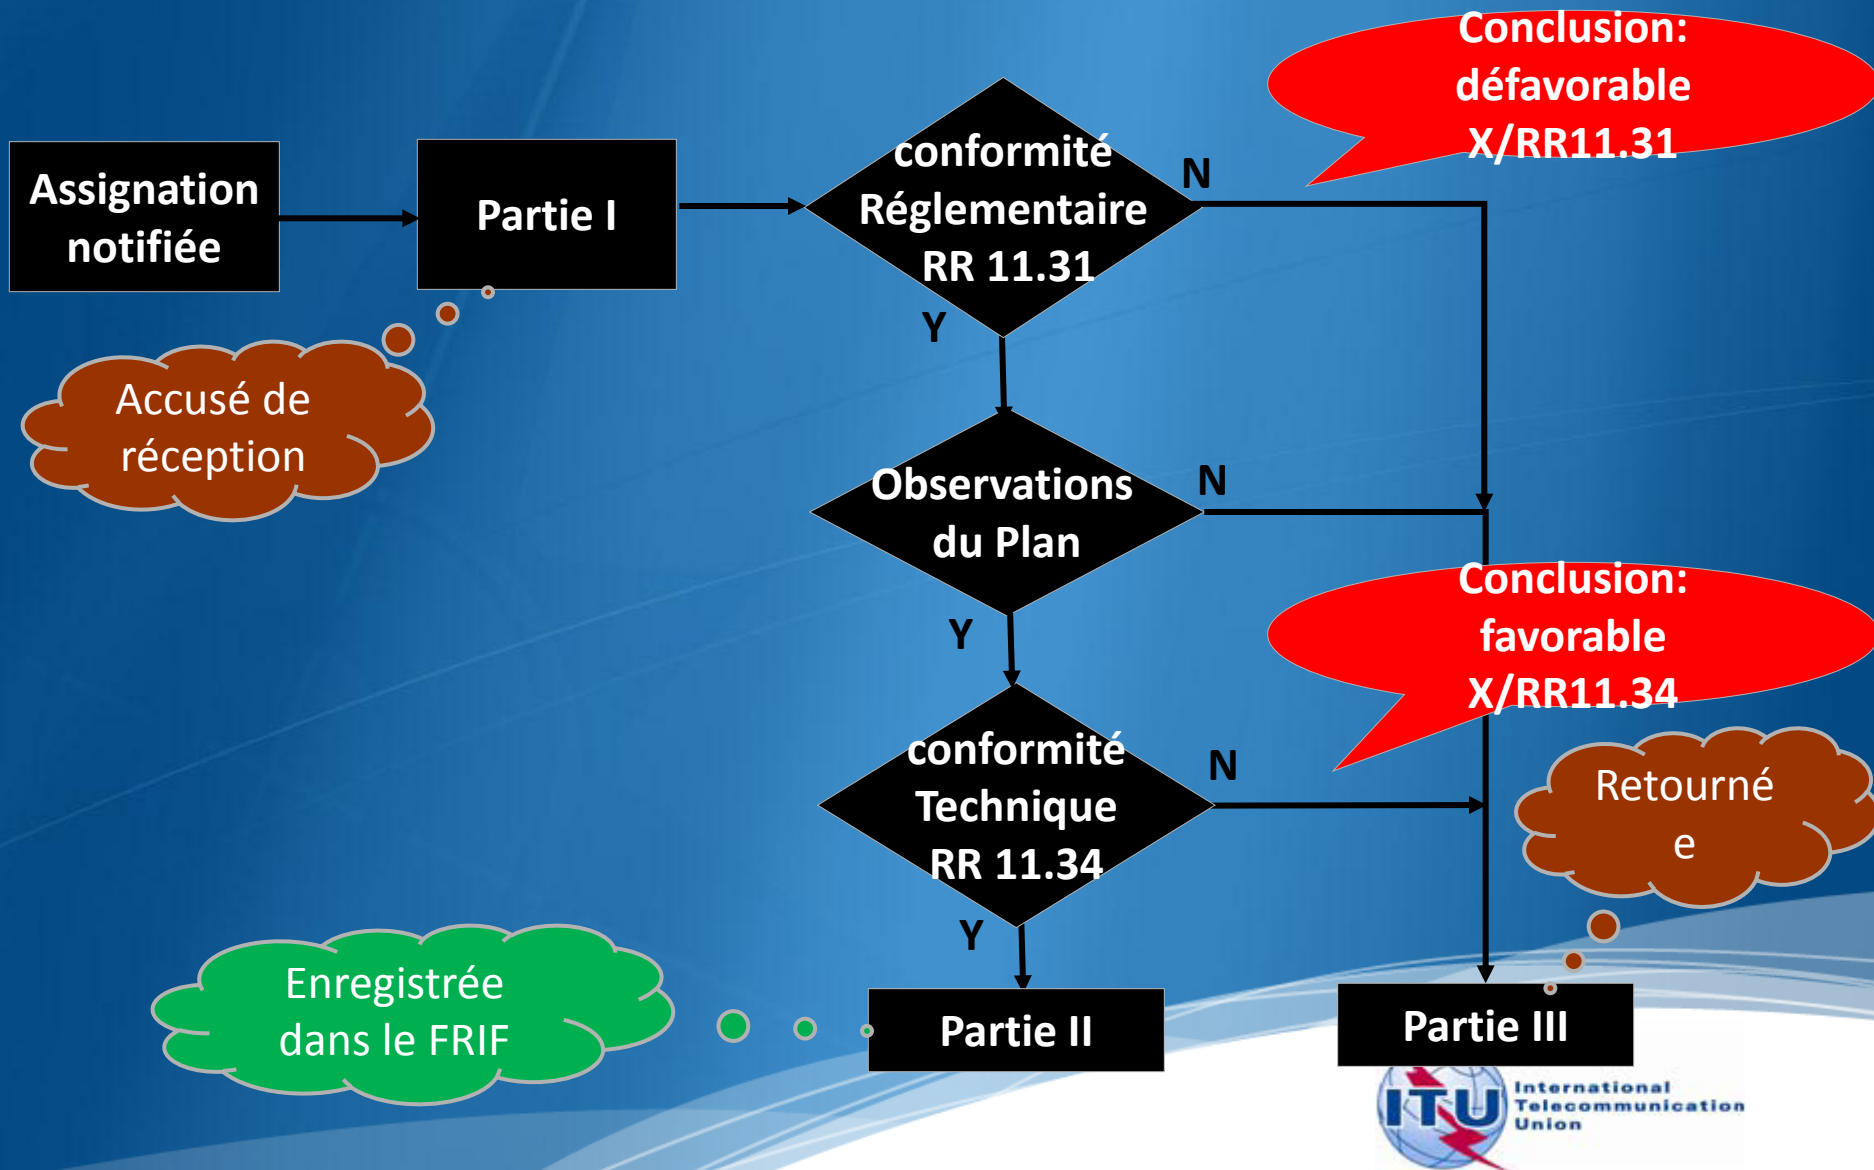 Conclusion:
défavorable
X/RR11.31
Assignation
notifiée
Partie I
conformité
Réglementaire
RR 11.31
N
Y
Accusé de
réception
Observations
du Plan
N
Y
Conclusion:
favorable
X/RR11.34
conformité
Technique
RR 11.34
N
Y
Retourné
e
Enregistrée
dans le FRIF
Partie II
Partie III
ITU
International
Telecommunication
Union